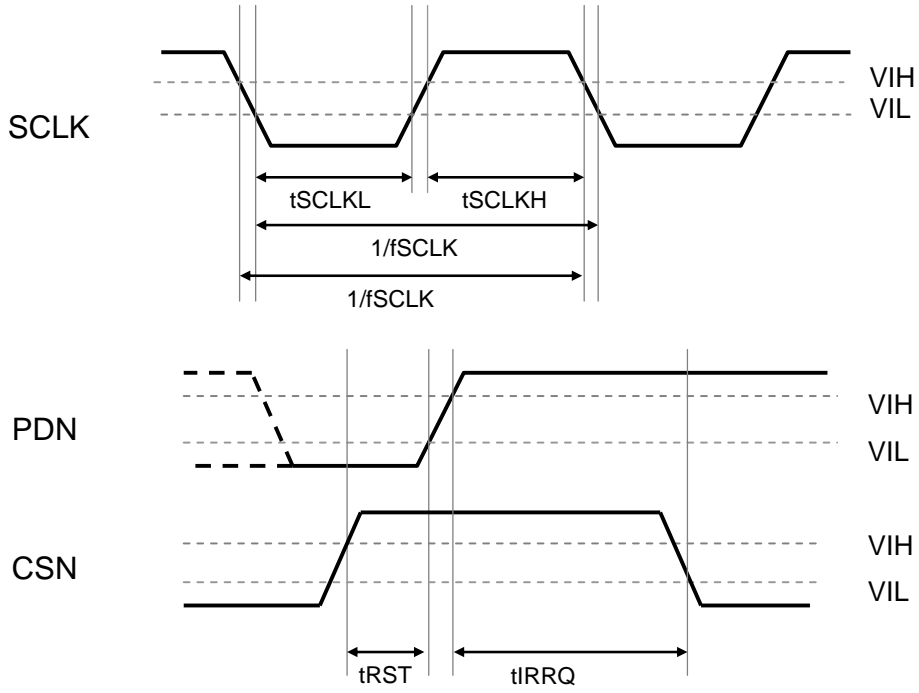 VIH
VIL
SCLK
tSCLKL
tSCLKH
1/fSCLK
1/fSCLK
PDN
VIH
VIL
CSN
VIH
VIL
tRST
tIRRQ